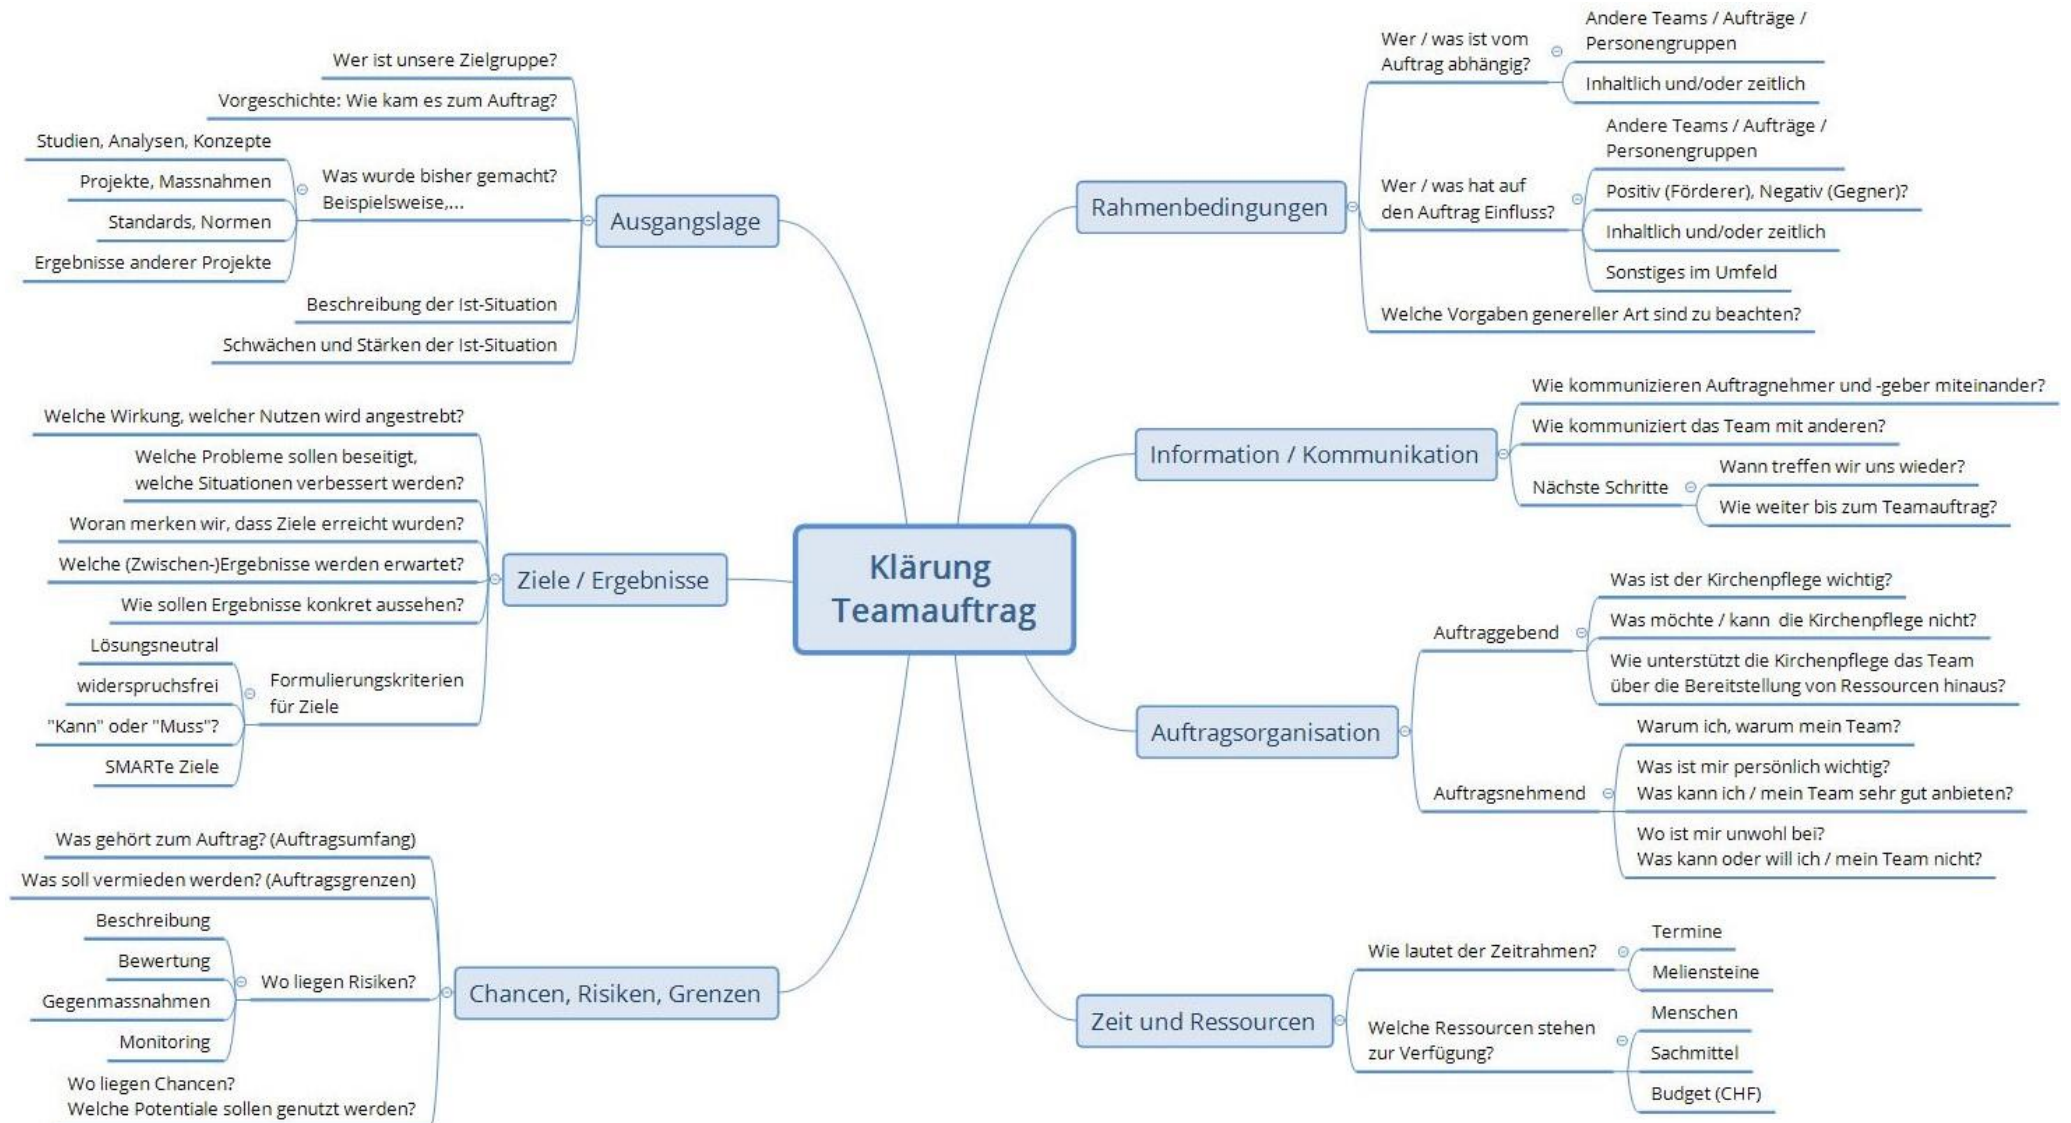 Klärung
Teamauftrag
Ausgangslage
Wer ist unsere Zielgruppe?
Vorgeschichte: Wie kam es zum Auftrag?
Was wurde bisher gemacht?
Beispielsweise,...
Studien, Analysen, Konzepte
Projekte, Massnahmen
Standards, Normen
Ergebnisse anderer Projekte
Beschreibung der Ist-Situation
Schwächen und Stärken der Ist-Situation
Ziele / Ergebnisse
Welche Wirkung, welcher Nutzen wird angestrebt?
Welche Probleme sollen beseitigt,
welche Situationen verbessert werden?
Woran merken wir, dass Ziele erreicht wurden?
Welche (Zwischen-)Ergebnisse werden erwartet?
Wie sollen Ergebnisse konkret aussehen?
Formulierungskriterien
für Ziele
Lösungsneutral
widerspruchsfrei
"Kann" oder "Muss"?
SMARTe Ziele
Chancen, Risiken, Grenzen
Was gehört zum Auftrag? (Auftragsumfang)
Was soll vermieden werden? (Auftragsgrenzen)
Wo liegen Risiken?
Beschreibung
Bewertung
Gegenmassnahmen
Monitoring
Wo liegen Chancen?
Welche Potentiale sollen genutzt werden?
Rahmenbedingungen
Wer / was ist vom
Auftrag abhängig?
Andere Teams / Aufträge /
Personengruppen
Inhaltlich und/oder zeitlich
Wer / was hat auf
den Auftrag Einfluss?
Andere Teams / Aufträge /
Personengruppen
Positiv (Förderer), Negativ (Gegner)?
Inhaltlich und/oder zeitlich
Sonstiges im Umfeld
Welche Vorgaben genereller Art sind zu beachten?
Information / Kommunikation
Wie kommunizieren Auftragnehmer und -geber miteinander?
Wie kommuniziert das Team mit anderen?
Nächste Schritte
Wann treffen wir uns wieder?
Wie weiter bis zum Teamauftrag?
Auftragsorganisation
Auftraggebend
Was ist der Kirchenpflege wichtig?
Was möchte / kann die Kirchenpflege nicht?
Wie unterstützt die Kirchenpflege das Team
über die Bereitstellung von Ressourcen hinaus?
Auftragsnehmend
Warum ich, warum mein Team?
Was ist mir persönlich wichtig?
Was kann ich / mein Team sehr gut anbieten?
Wo ist mir unwohl bei?
Was kann oder will ich / mein Team nicht?
Zeit und Ressourcen
Wie lautet der Zeitrahmen?
Termine
Meliensteine
Welche Ressourcen stehen
zur Verfügung?
Menschen
Sachmittel
Budget (CHF)